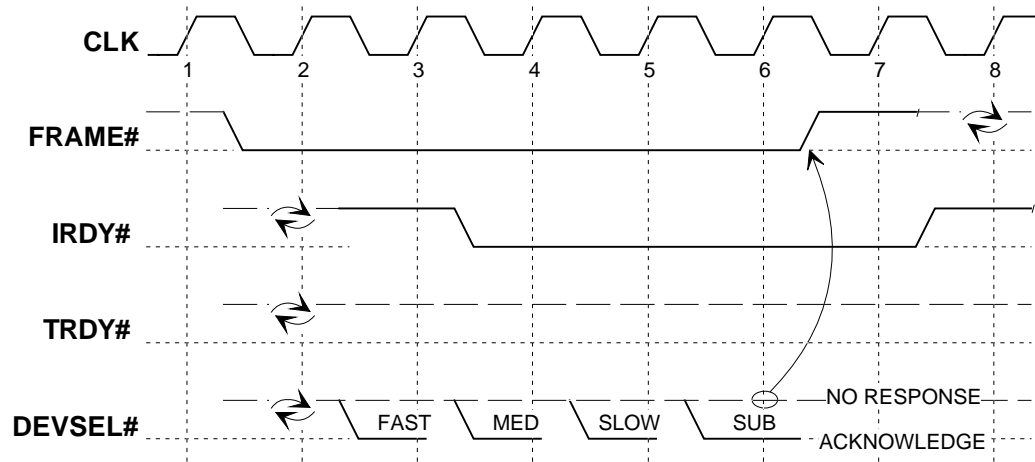 CLK
1 2 3 4 5 6 7 8
FRAME#
IRDY#
TRDY#
DEVSEL#
FAST MED SLOW SUB
NO RESPONSE
ACKNOWLEDGE